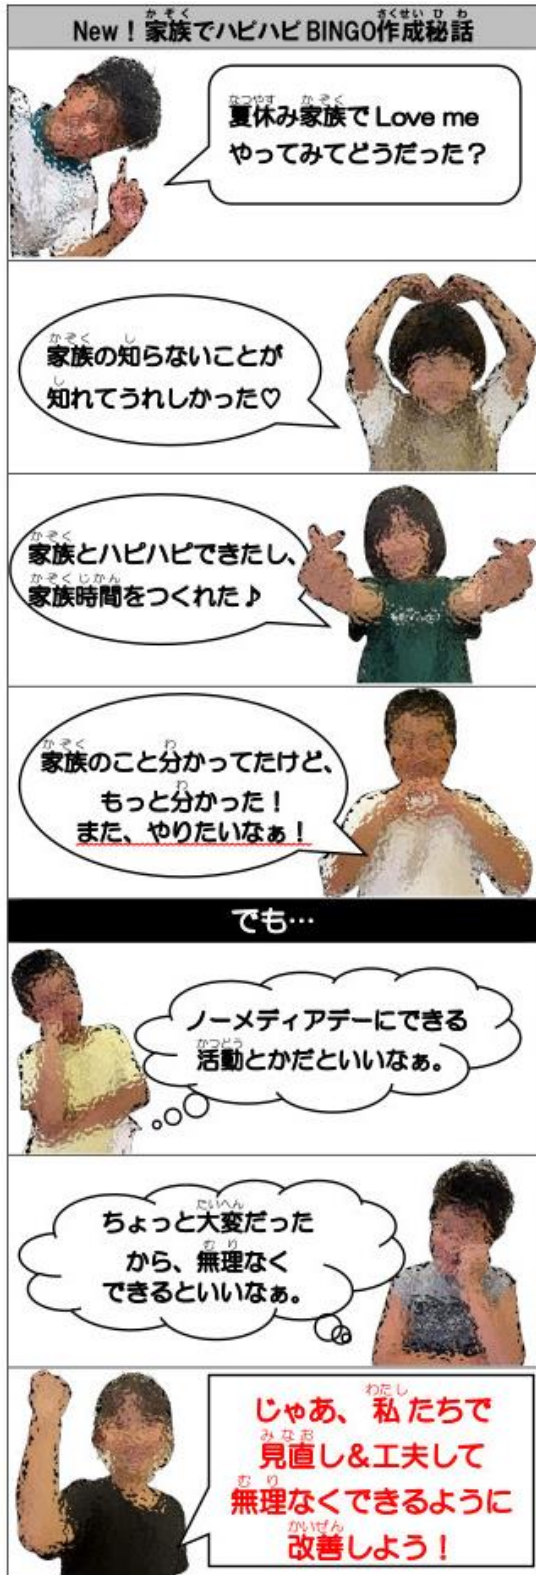 New！家族でハピハピBINGO作成秘話
夏休み家族でLove me
やってみてどうだった？
家族の知らないことが
知れてうれしかった♡
家族とハピハピできたし、
家族時間をつくれた♪
家族のこと分かってたけど、
もっと分かった！
また、やりたいなぁ！
でも…
ノーメディアデーにできる
活動とかだといいなぁ。
ちょっと大変だった
から、無理なく
できるといいなぁ。
じゃあ、私たちで
見直し&工夫して
無理なくできるように
改善しよう！